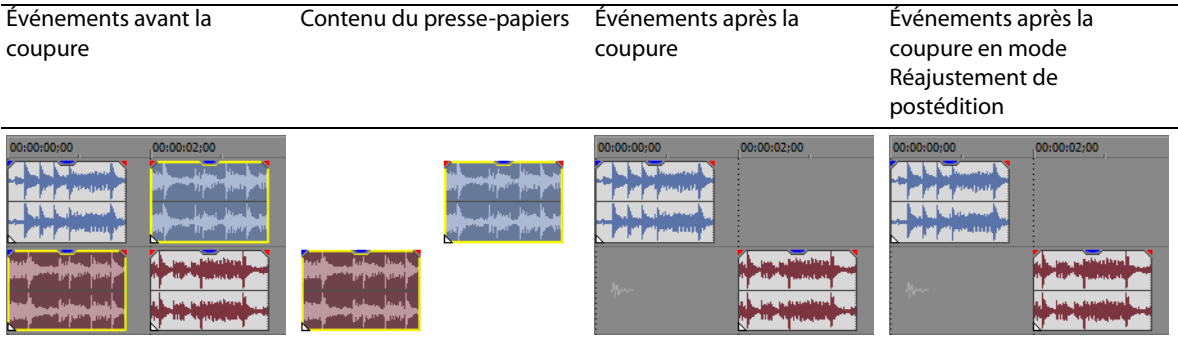 Événements avant la
coupure
Contenu du presse-papiers
Événements après la
coupure
Événements après la
coupure en mode
Réajustement de
postédition
00:00:00;00
00:00:02;00
00:00:00;00
00:00:02;00
00:00:00;00
00:00:02;00